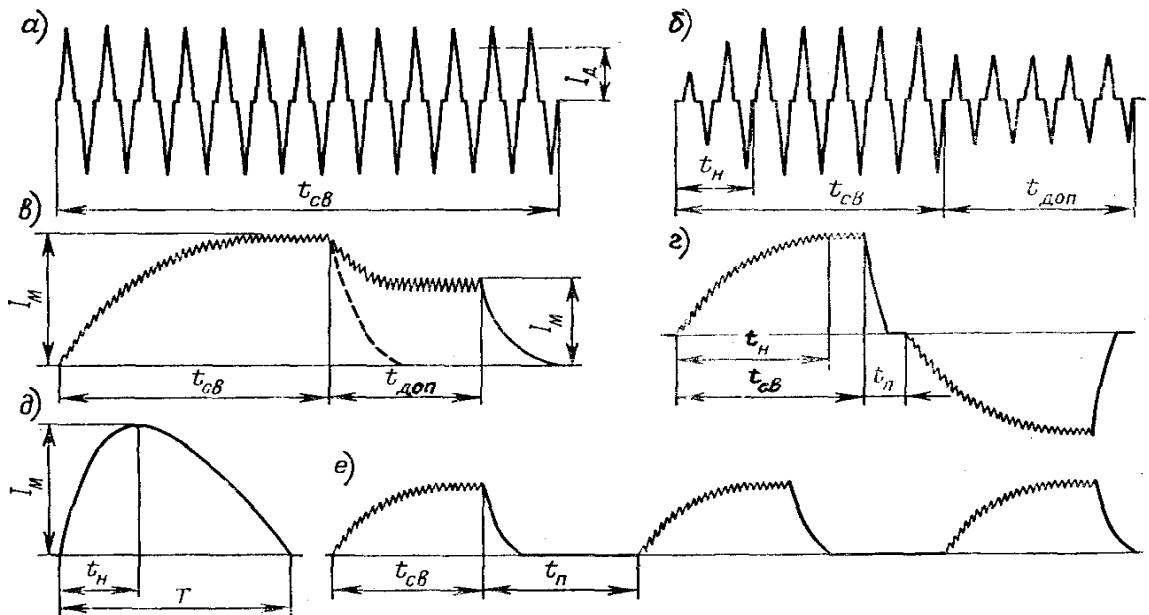 а)
I_д
t_св
б)
t_н
t_св
t_доп
в)
I_м
t_св
t_доп
I_м
г)
t_н
t_св
t_п
д)
I_м
t_н
T
е)
t_св
t_п